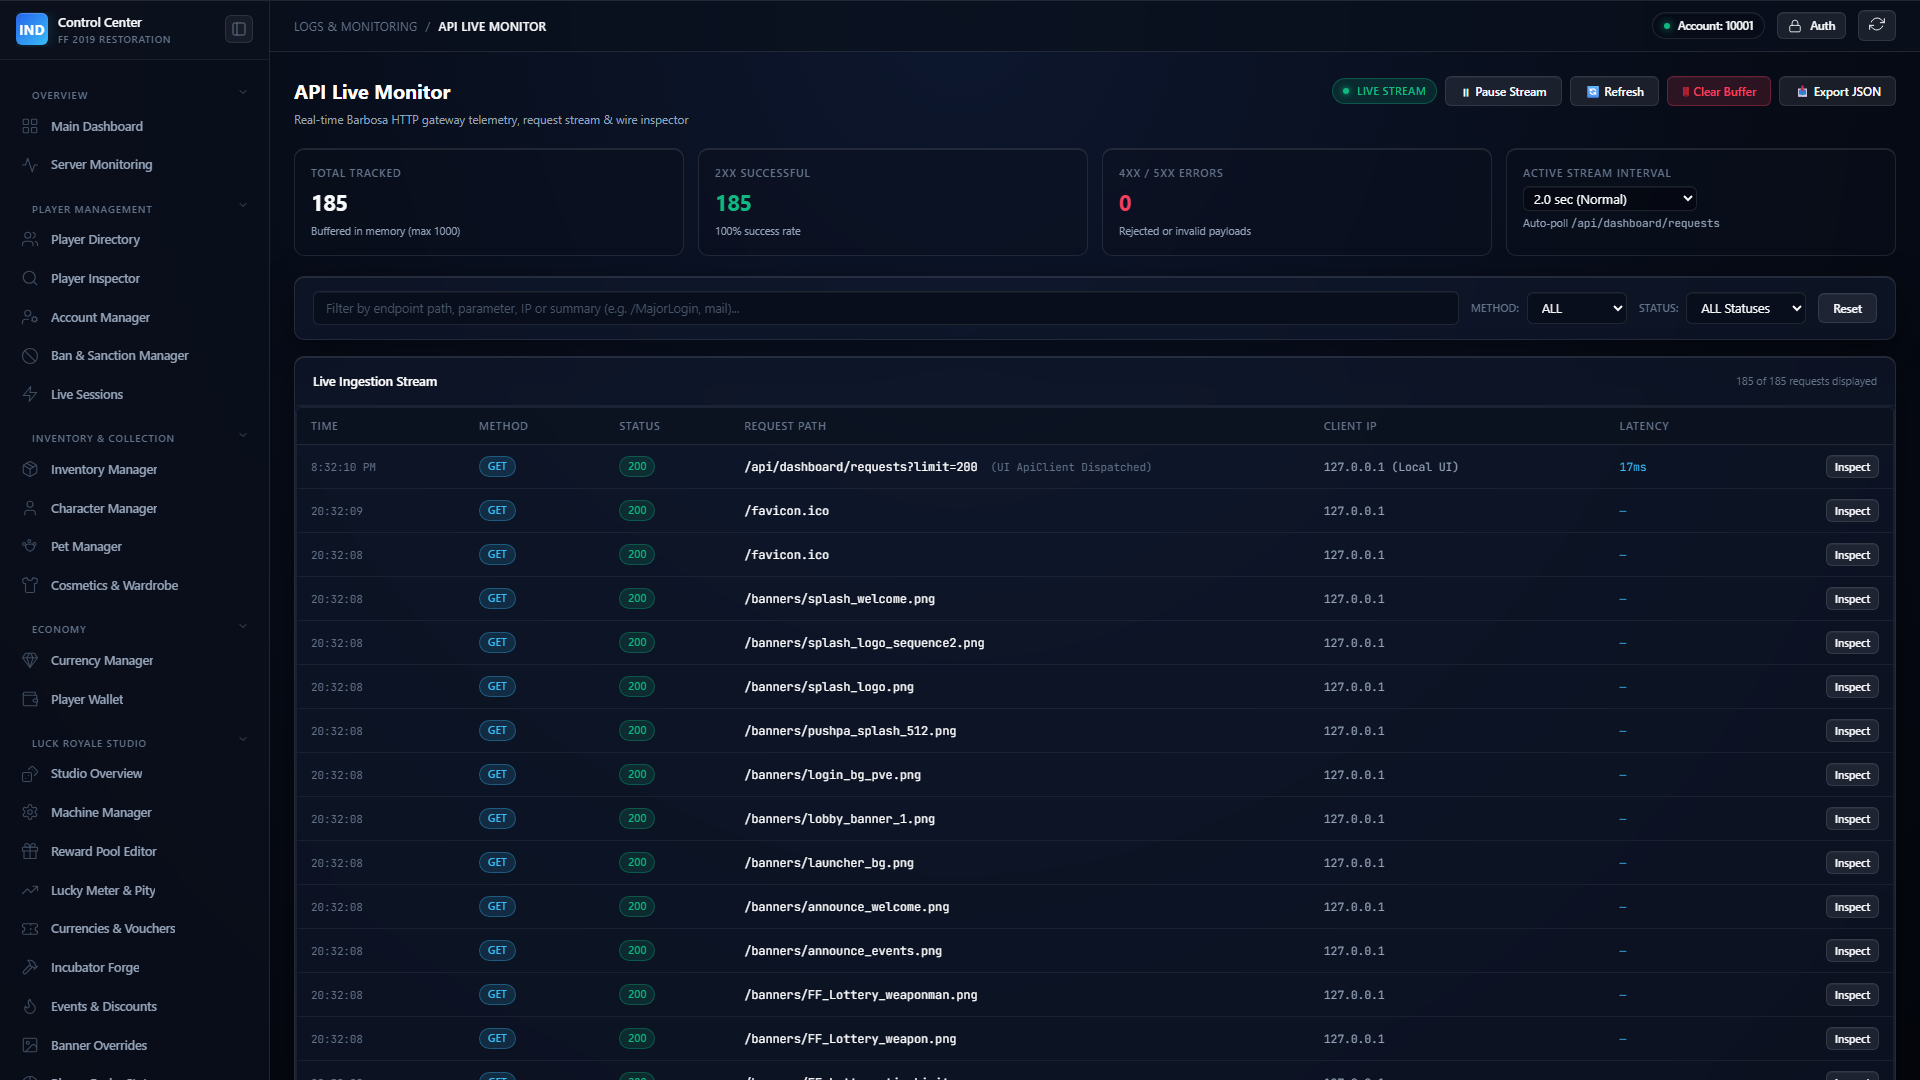 IND
Control Center
FF 2019 RESTORATION
OVERVIEW
Main Dashboard
Server Monitoring
PLAYER MANAGEMENT
Player Directory
Player Inspector
Account Manager
Ban & Sanction Manager
Live Sessions
INVENTORY & COLLECTION
Inventory Manager
Character Manager
Pet Manager
Cosmetics & Wardrobe
ECONOMY
Currency Manager
Player Wallet
LUCK ROYALE STUDIO
Studio Overview
Machine Manager
Reward Pool Editor
Lucky Meter & Pity
Currencies & Vouchers
Incubator Forge
Events & Discounts
Banner Overrides
LOGS & MONITORING / API LIVE MONITOR
Account: 10001 Auth
API Live Monitor
Real-time Barbosa HTTP gateway telemetry, request stream & wire inspector
LIVE STREAM Pause Stream Refresh Clear Buffer Export JSON
TOTAL TRACKED
185
Buffered in memory (max 1000)
2XX SUCCESSFUL
185
100% success rate
4XX / 5XX ERRORS
0
Rejected or invalid payloads
ACTIVE STREAM INTERVAL
2.0 sec (Normal)
Auto-poll /api/dashboard/requests
Filter by endpoint path, parameter, IP or summary (e.g. /MajorLogin, mail)... METHOD: ALL STATUS: ALL Statuses Reset
Live Ingestion Stream 185 of 185 requests displayed
TIME METHOD STATUS REQUEST PATH CLIENT IP LATENCY
8:32:10 PM GET 200 /api/dashboard/requests?limit=200 (UI ApiClient Dispatched) 127.0.0.1 (Local UI) 17ms Inspect
20:32:09 GET 200 /favicon.ico 127.0.0.1 — Inspect
20:32:08 GET 200 /favicon.ico 127.0.0.1 — Inspect
20:32:08 GET 200 /banners/splash_welcome.png 127.0.0.1 — Inspect
20:32:08 GET 200 /banners/splash_logo_sequence2.png 127.0.0.1 — Inspect
20:32:08 GET 200 /banners/splash_logo.png 127.0.0.1 — Inspect
20:32:08 GET 200 /banners/pushpa_splash_512.png 127.0.0.1 — Inspect
20:32:08 GET 200 /banners/login_bg_pve.png 127.0.0.1 — Inspect
20:32:08 GET 200 /banners/lobby_banner_1.png 127.0.0.1 — Inspect
20:32:08 GET 200 /banners/launcher_bg.png 127.0.0.1 — Inspect
20:32:08 GET 200 /banners/announce_welcome.png 127.0.0.1 — Inspect
20:32:08 GET 200 /banners/announce_events.png 127.0.0.1 — Inspect
20:32:08 GET 200 /banners/FF_Lottery_weaponman.png 127.0.0.1 — Inspect
20:32:08 GET 200 /banners/FF_Lottery_weapon.png 127.0.0.1 — Inspect